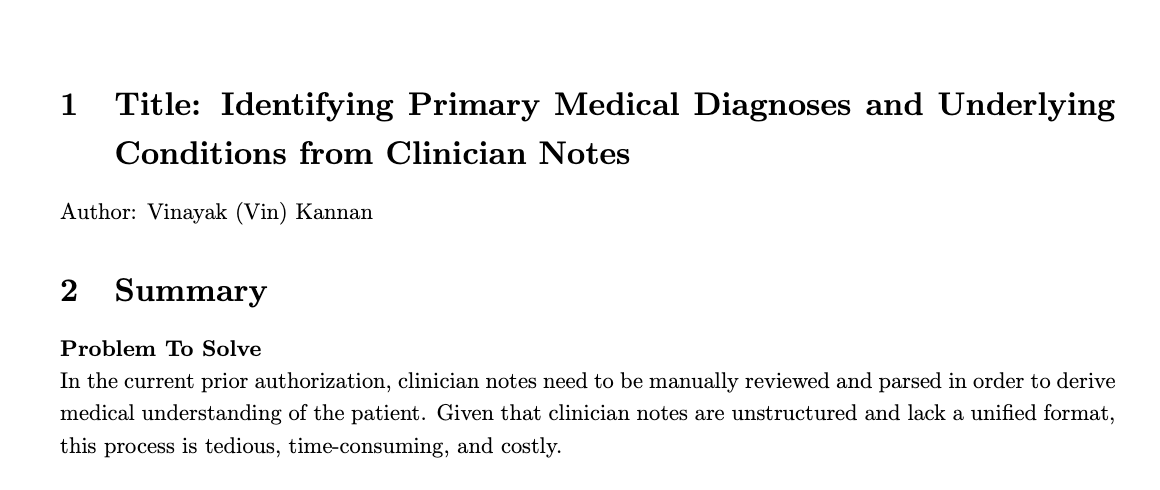 1 Title: Identifying Primary Medical Diagnoses and Underlying
Conditions from Clinician Notes
Author: Vinayak (Vin) Kannan
2 Summary
Problem To Solve
In the current prior authorization, clinician notes need to be manually reviewed and parsed in order to derive
medical understanding of the patient. Given that clinician notes are unstructured and lack a unified format,
this process is tedious, time-consuming, and costly.